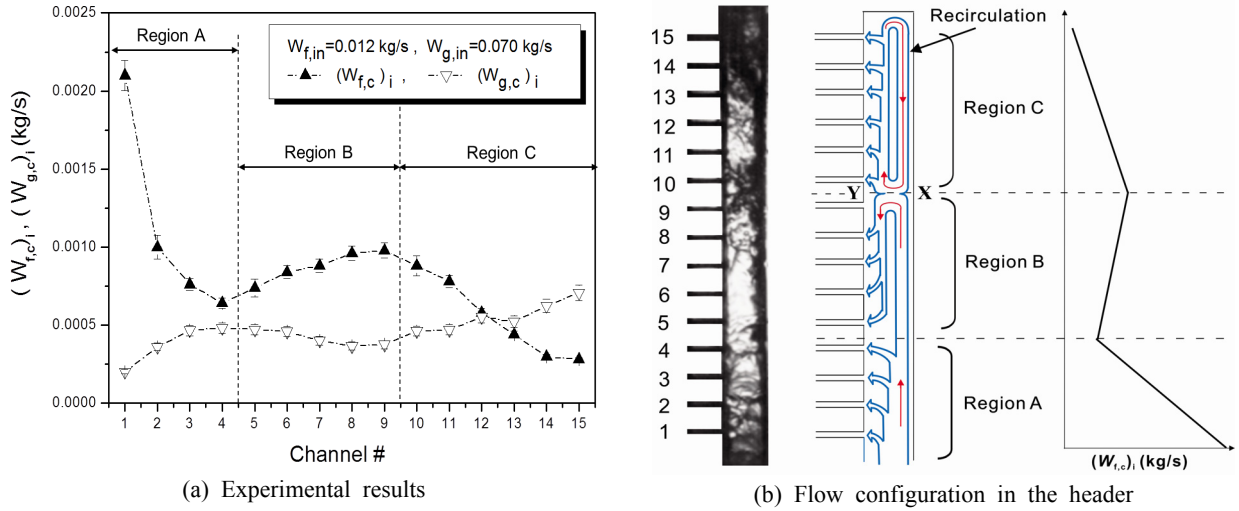 0.0025
0.0020
0.0015
0.0010
0.0005
0.0000
(W_f,c)_i , (W_g,c)_i (kg/s)
Region A
W_f,in=0.012 kg/s , W_g,in=0.070 kg/s
(W_f,c)_i , (W_g,c)_i
Region B
Region C
1 2 3 4 5 6 7 8 9 10 11 12 13 14 15
Channel #
(a) Experimental results
15
14
13
12
11
10
9
8
7
6
5
4
3
2
1
Recirculation
Region C
Y X
Region B
Region A
(W_f,c)_i (kg/s)
(b) Flow configuration in the header